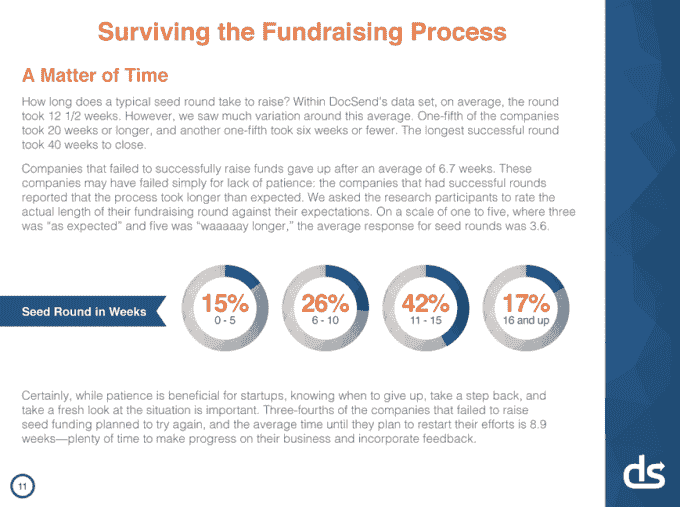 Surviving the Fundraising Process
A Matter of Time
How long does a typical seed round take to raise? Within DocSend's data set, on average, the round
took 12 1/2 weeks. However, we saw much variation around this average. One-fifth of the companies
took 20 weeks or longer, and another one-fifth took six weeks or fewer. The longest successful round
took 40 weeks to close.
Companies that failed to successfully raise funds gave up after an average of 6.7 weeks. These
companies may have failed simply for lack of patience: the companies that had successful rounds
reported that the process took longer than expected. We asked the research participants to rate the
actual length of their fundraising round against their expectations. On a scale of one to five, where three
was “as expected” and five was “waaaaay longer,” the average response for seed rounds was 3.6.
Seed Round in Weeks
15%
0 - 5
26%
6 - 10
42%
11 - 15
17%
16 and up
Certainly, while patience is beneficial for startups, knowing when to give up, take a step back, and
take a fresh look at the situation is important. Three-fourths of the companies that failed to raise
seed funding planned to try again, and the average time until they plan to restart their efforts is 8.9
weeks—plenty of time to make progress on their business and incorporate feedback.
11
ds